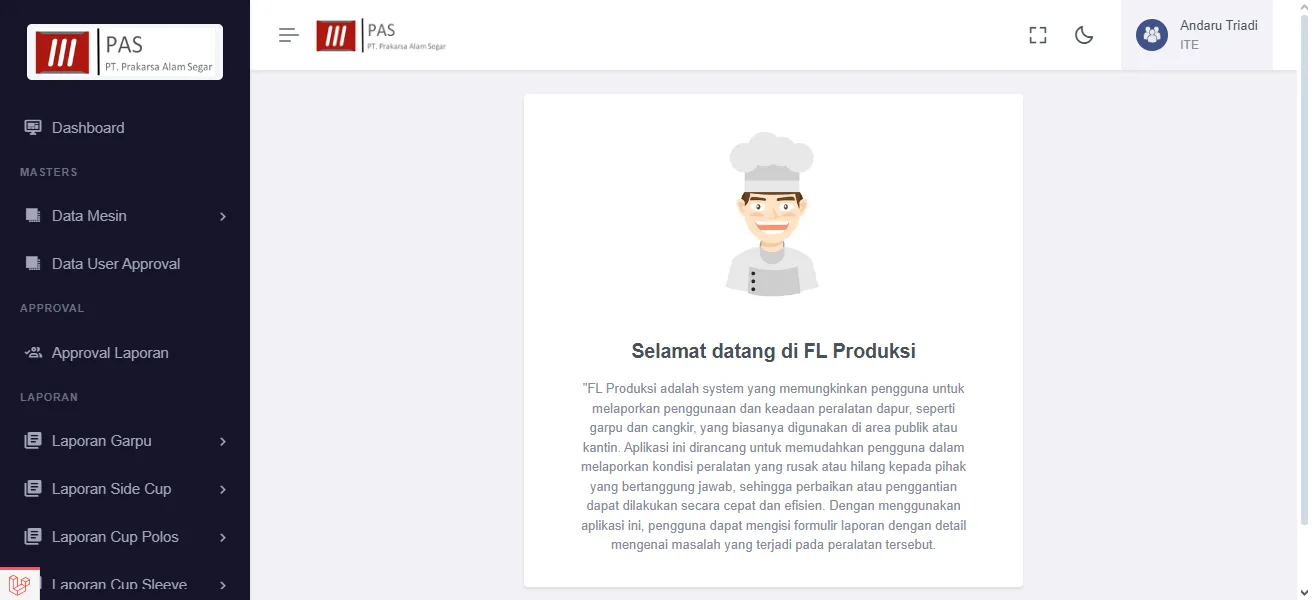 PAS
PT. Prakarsa Alam Segar
Dashboard
MASTERS
Data Mesin
Data User Approval
APPROVAL
Approval Laporan
LAPORAN
Laporan Garpu
Laporan Side Cup
Laporan Cup Polos
Laporan Cup Sleeve
PAS
PT. Prakarsa Alam Segar
Andaru Triadi
ITE
Selamat datang di FL Produksi
"FL Produksi adalah system yang memungkinkan pengguna untuk
melaporkan penggunaan dan keadaan peralatan dapur, seperti
garpu dan cangkir, yang biasanya digunakan di area publik atau
kantin. Aplikasi ini dirancang untuk memudahkan pengguna dalam
melaporkan kondisi peralatan yang rusak atau hilang kepada pihak
yang bertanggung jawab, sehingga perbaikan atau penggantian
dapat dilakukan secara cepat dan efisien. Dengan menggunakan
aplikasi ini, pengguna dapat mengisi formulir laporan dengan detail
mengenai masalah yang terjadi pada peralatan tersebut.